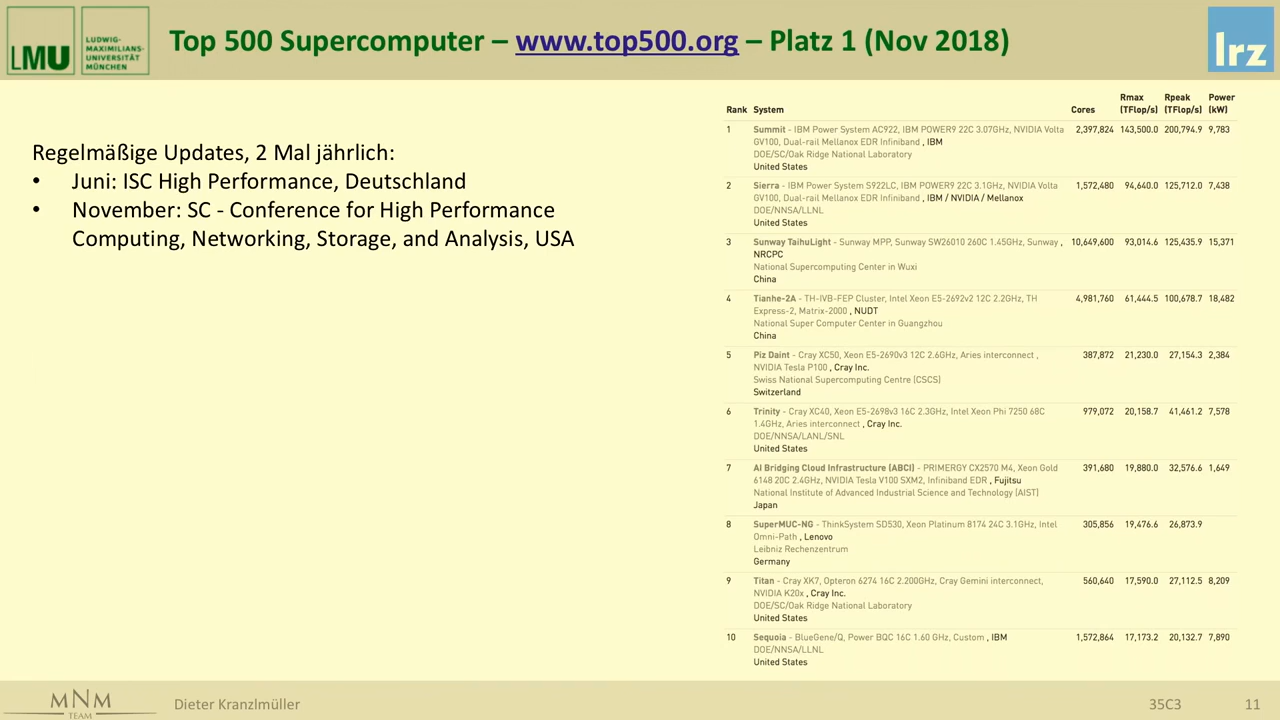 LMU
LUDWIG-
MAXIMILIANS-
UNIVERSITÄT
MÜNCHEN
Top 500 Supercomputer – www.top500.org – Platz 1 (Nov 2018)
lrz
Regelmäßige Updates, 2 Mal jährlich:
• Juni: ISC High Performance, Deutschland
• November: SC - Conference for High Performance
Computing, Networking, Storage, and Analysis, USA
Rank System Cores Rmax (TFlop/s) Rpeak (TFlop/s) Power (kW)
1 Summit - IBM Power System AC922, IBM POWER9 22C 3.07GHz, NVIDIA Volta 2,397,824 143,500.0 200,794.9 9,783
GV100, Dual-rail Mellanox EDR Infiniband , IBM
DOE/SC/Oak Ridge National Laboratory
United States
2 Sierra - IBM Power System S922LC, IBM POWER9 22C 3.1GHz, NVIDIA Volta 1,572,480 94,640.0 125,712.0 7,438
GV100, Dual-rail Mellanox EDR Infiniband , IBM / NVIDIA / Mellanox
DOE/NNSA/LLNL
United States
3 Sunway TaihuLight - Sunway MPP, Sunway SW26010 260C 1.45GHz, Sunway , 10,649,600 93,014.6 125,435.9 15,371
NRCPC
National Supercomputing Center in Wuxi
China
4 Tianhe-2A - TH-IVB-FEP Cluster, Intel Xeon E5-2692v2 12C 2.2GHz, TH 4,981,760 61,444.5 100,678.7 18,482
Express-2, Matrix-2000 , NUDT
National Super Computer Center in Guangzhou
China
5 Piz Daint - Cray XC50, Xeon E5-2690v3 12C 2.6GHz, Aries interconnect , 387,872 21,230.0 27,154.3 2,384
NVIDIA Tesla P100 , Cray Inc.
Swiss National Supercomputing Centre (CSCS)
Switzerland
6 Trinity - Cray XC40, Xeon E5-2698v3 16C 2.3GHz, Intel Xeon Phi 7250 68C 979,072 20,158.7 41,461.2 7,578
1.4GHz, Aries interconnect , Cray Inc.
DOE/NNSA/LANL/SNL
United States
7 AI Bridging Cloud Infrastructure (ABCI) - PRIMERGY CX2570 M4, Xeon Gold 391,680 19,880.0 32,576.6 1,649
6148 20C 2.4GHz, NVIDIA Tesla V100 SXM2, Infiniband EDR , Fujitsu
National Institute of Advanced Industrial Science and Technology (AIST)
Japan
8 SuperMUC-NG - ThinkSystem SD530, Xeon Platinum 8174 24C 3.1GHz, Intel 305,856 19,476.6 26,873.9
Omni-Path , Lenovo
Leibniz Rechenzentrum
Germany
9 Titan - Cray XK7, Opteron 6274 16C 2.200GHz, Cray Gemini interconnect, 560,640 17,590.0 27,112.5 8,209
NVIDIA K20x , Cray Inc.
DOE/SC/Oak Ridge National Laboratory
United States
10 Sequoia - BlueGene/Q, Power BQC 16C 1.60 GHz, Custom , IBM 1,572,864 17,173.2 20,132.7 7,890
DOE/NNSA/LLNL
United States
MNM
TEAM
Dieter Kranzlmüller
35C3
11